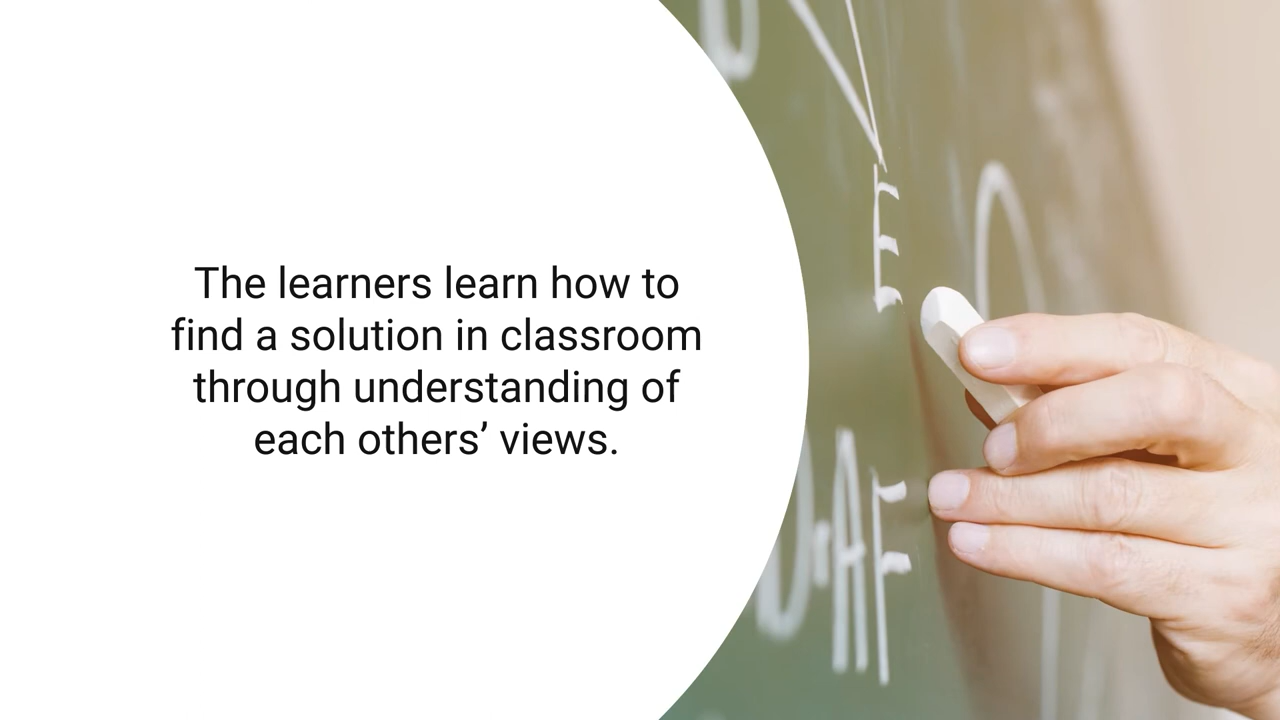 The learners learn how to
find a solution in classroom
through understanding of
each others’ views.